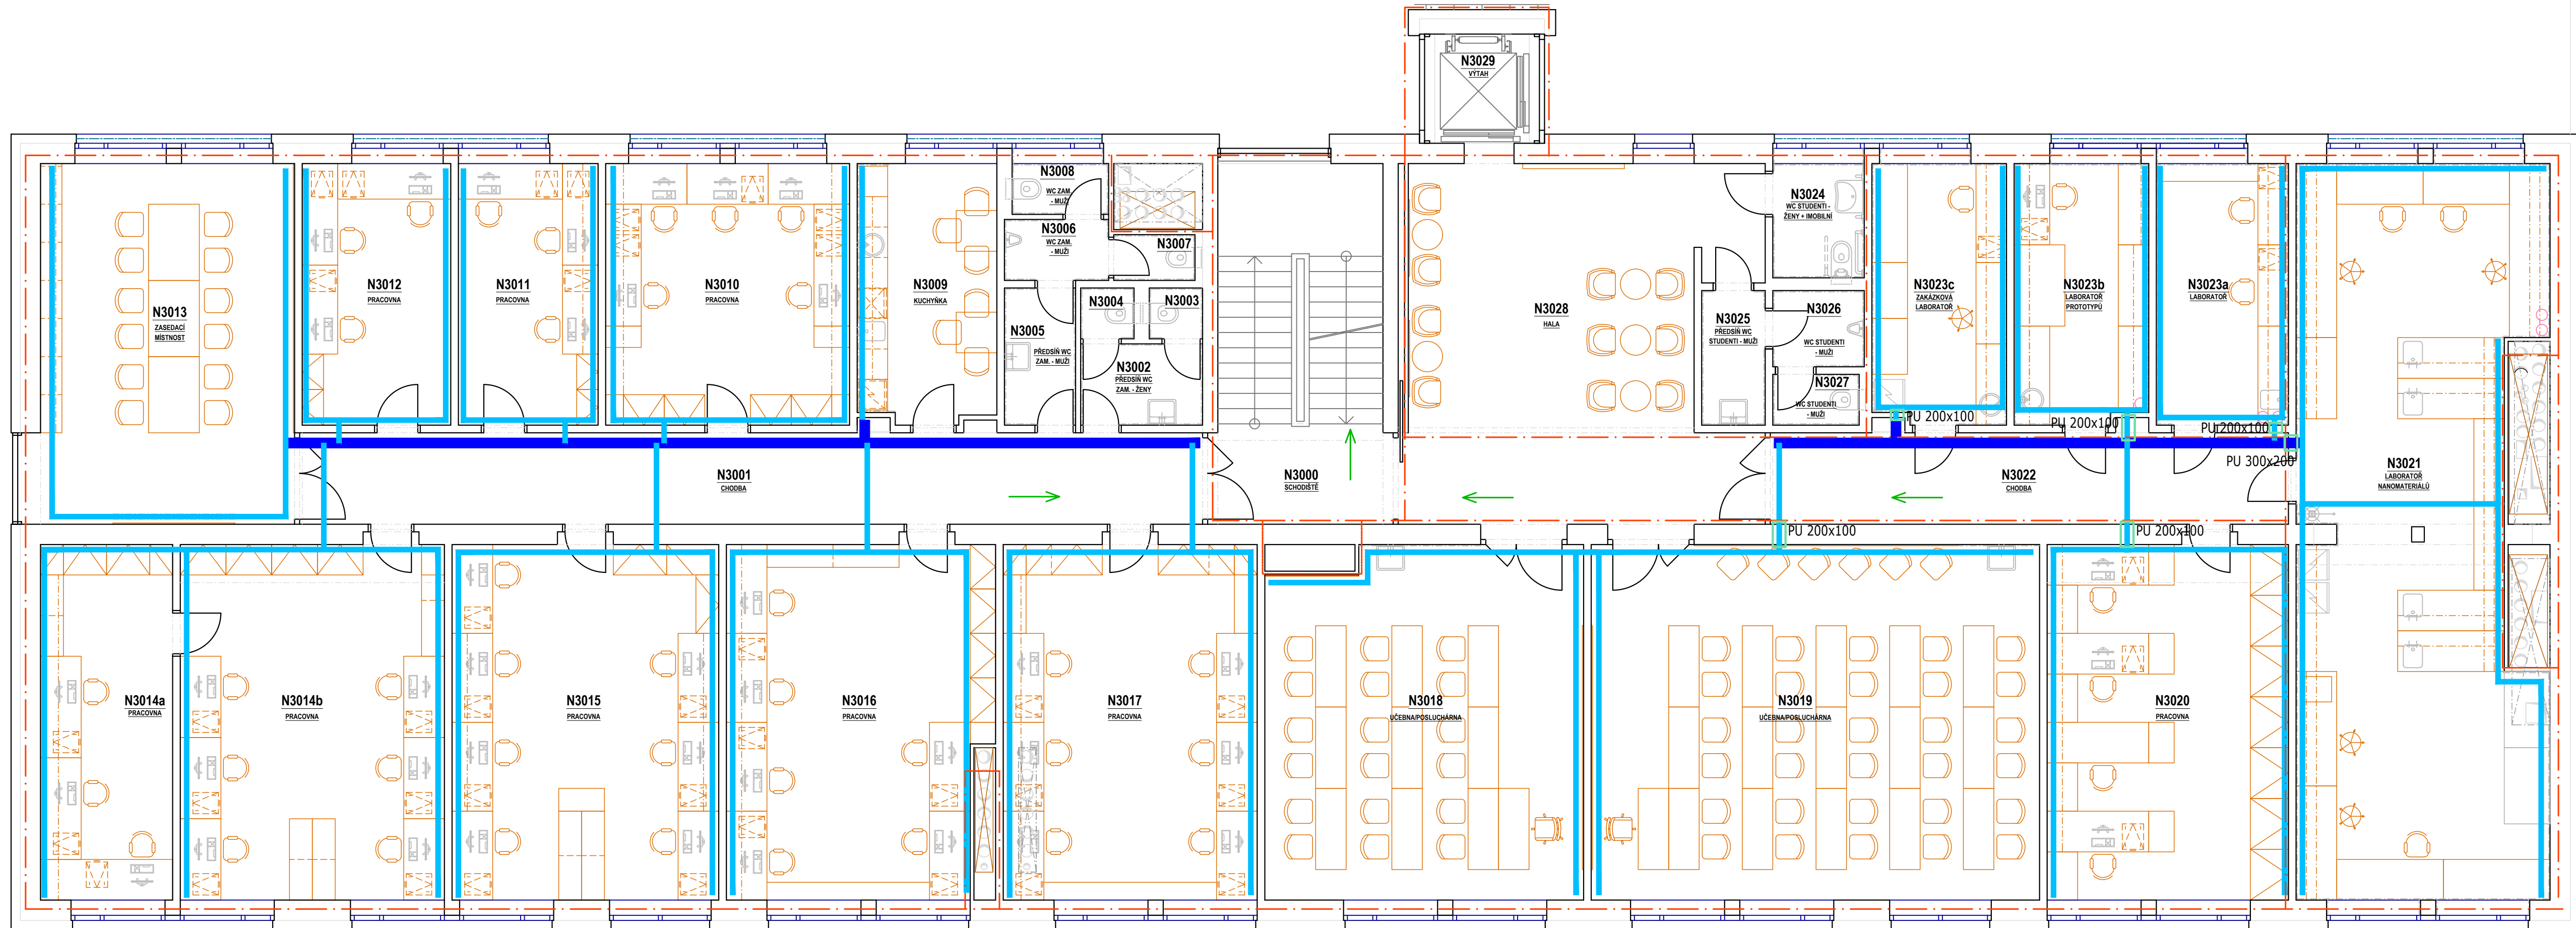 N3029
VÝTAH
N3008
WC ZAM.
- MUŽI
N3006
WC ZAM.
- MUŽI
N3007
N3024
WC STUDENTI -
ŽENY + IMOBILNÍ
N3013
ZASEDACÍ
MÍSTNOST
N3012
PRACOVNA
N3011
PRACOVNA
N3010
PRACOVNA
N3009
KUCHYŇKA
N3004
N3003
N3005
PŘEDSÍŇ WC
ZAM. - MUŽI
N3002
PŘEDSÍŇ WC
ZAM. - ŽENY
N3028
HALA
N3025
PŘEDSÍŇ WC
STUDENTI - MUŽI
N3026
WC STUDENTI
- MUŽI
N3027
WC STUDENTI
- MUŽI
N3023c
ZAKÁZKOVÁ
LABORATOŘ
N3023b
LABORATOŘ
PROTOTYPŮ
N3023a
LABORATOŘ
PU 200x100
PU 200x100
PU 200x100
PU 300x200
N3001
CHODBA
N3000
SCHODIŠTĚ
N3022
CHODBA
N3021
LABORATOŘ
NANOMATERIÁLŮ
PU 200x100
PU 200x100
N3014a
PRACOVNA
N3014b
PRACOVNA
N3015
PRACOVNA
N3016
PRACOVNA
N3017
PRACOVNA
N3018
UČEBNA/POSLUCHÁRNA
N3019
UČEBNA/POSLUCHÁRNA
N3020
PRACOVNA